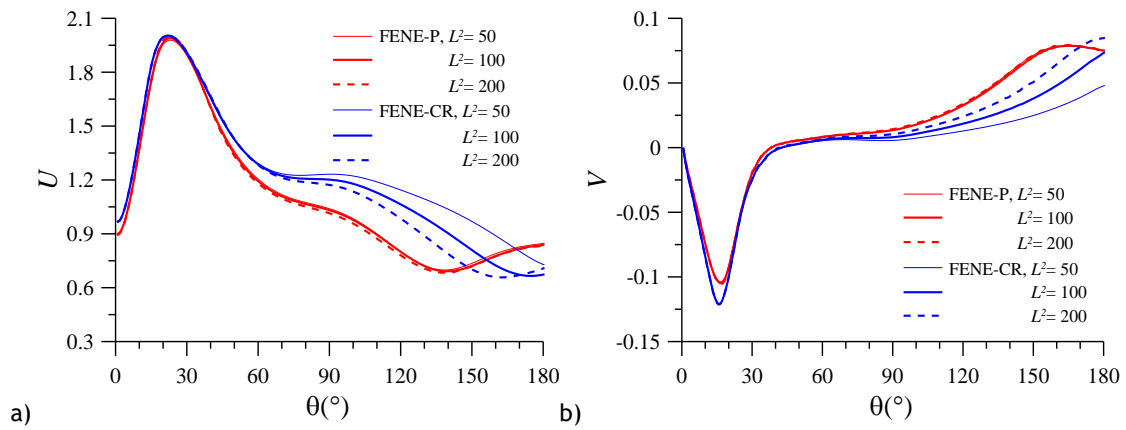 2.1
1.8
1.5
1.2
0.9
0.6
0.3
U
FENE-P, L²= 50
L²= 100
L²= 200
FENE-CR, L²= 50
L²= 100
L²= 200
0 30 60 90 120 150 180
θ(°)
a)
0.1
0.05
0
-0.05
-0.1
-0.15
V
FENE-P, L²= 50
L²= 100
L²= 200
FENE-CR, L²= 50
L²= 100
L²= 200
0 30 60 90 120 150 180
θ(°)
b)